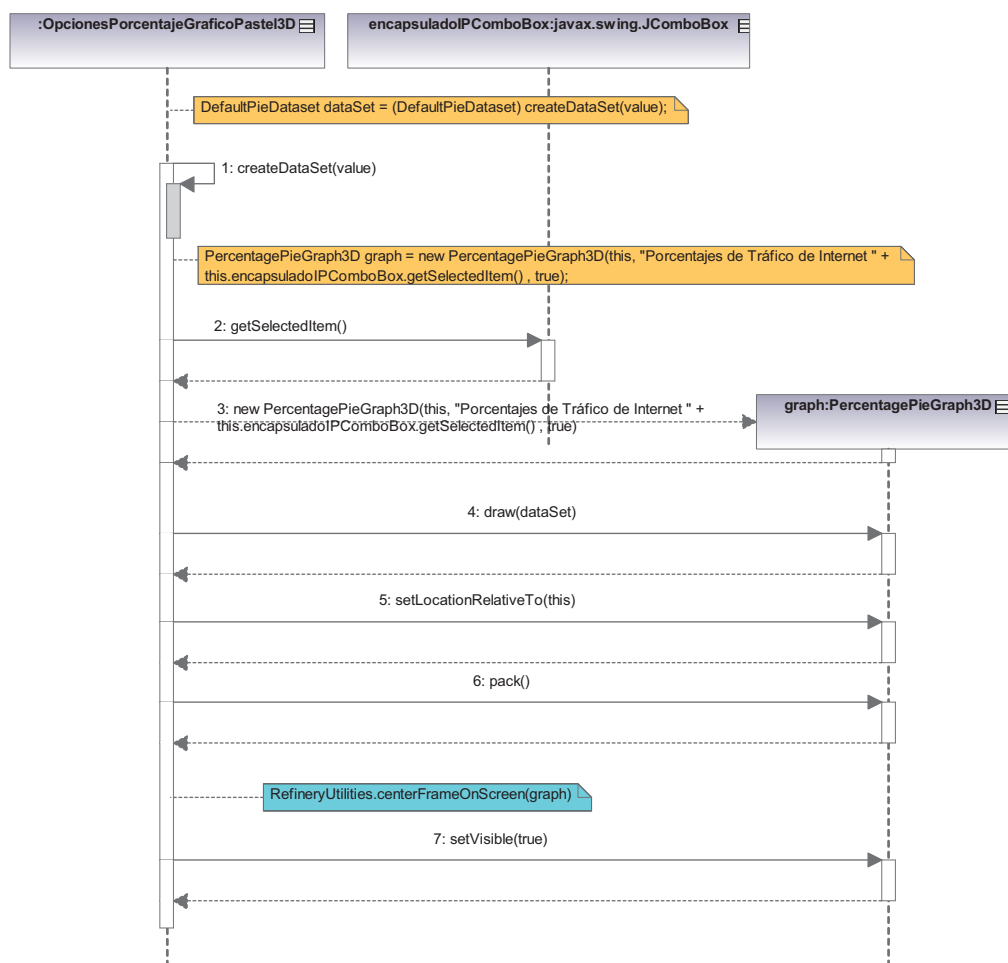 :OpcionesPorcentajeGraficoPastel3D
encapsuladoIPComboBox:javax.swing.JComboBox
DefaultPieDataset dataSet = (DefaultPieDataset) createDataSet(value);
1: createDataSet(value)
PercentagePieGraph3D graph = new PercentagePieGraph3D(this, "Porcentajes de Tráfico de Internet " +
this.encapsuladoIPComboBox.getSelectedItem() , true);
2: getSelectedItem()
3: new PercentagePieGraph3D(this, "Porcentajes de Tráfico de Internet " +
this.encapsuladoIPComboBox.getSelectedItem() , true)
graph:PercentagePieGraph3D
4: draw(dataSet)
5: setLocationRelativeTo(this)
6: pack()
RefineryUtilities.centerFrameOnScreen(graph)
7: setVisible(true)